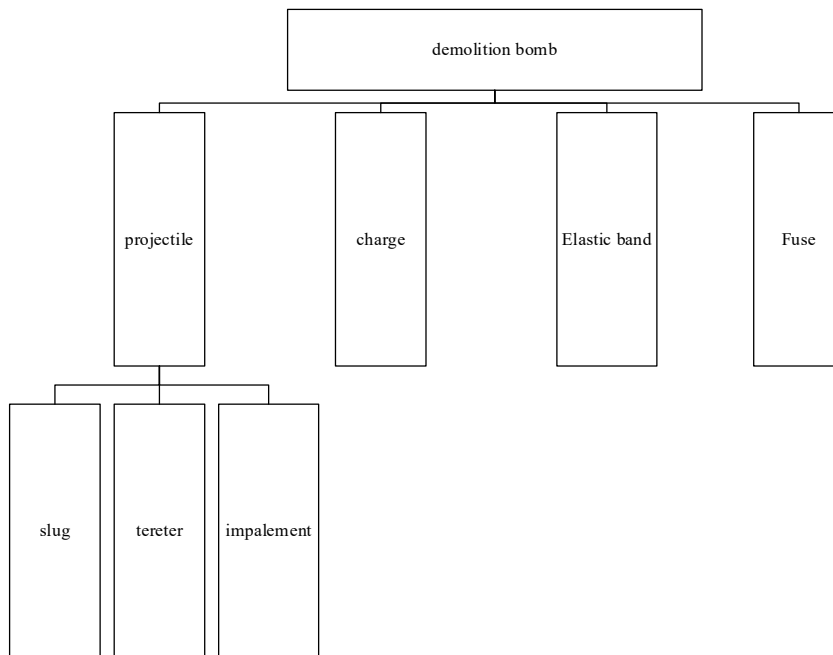 demolition bomb
projectile
charge
Elastic band
Fuse
slug
tereter
impalement